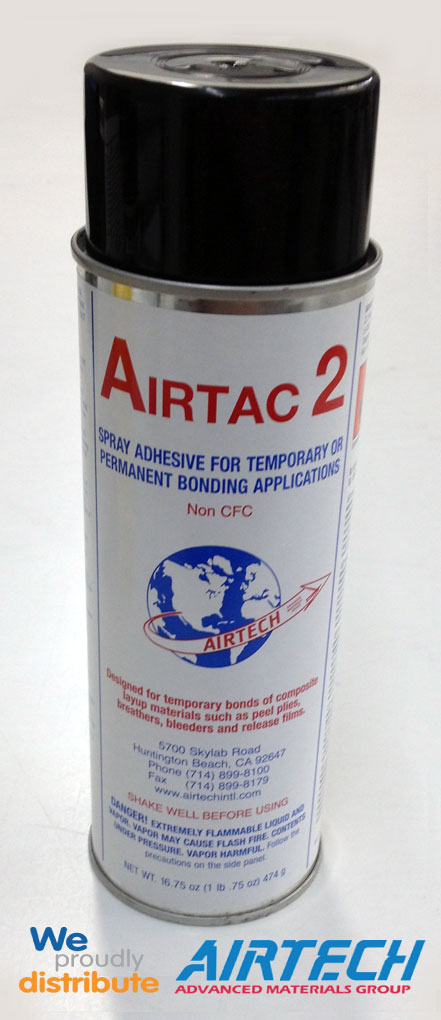 AIRTAC 2
SPRAY ADHESIVE FOR TEMPORARY OR
PERMANENT BONDING APPLICATIONS
Non CFC
AIRTECH
Designed for temporary bonds of composite
layup materials such as peel plies,
breathers, bleeders and release films.
5700 Skylab Road
Huntington Beach, CA 92647
Phone (714) 899-8100
Fax (714) 899-8179
www.airtechintl.com
SHAKE WELL BEFORE USING
DANGER! EXTREMELY FLAMMABLE LIQUID AND
VAPOR. VAPOR MAY CAUSE FLASH FIRE. CONTENTS
UNDER PRESSURE. VAPOR HARMFUL. Follow the
precautions on the side panel.
NET WT. 16.75 oz (1 lb .75 oz) 474 g
We
proudly
distribute
AIRTECH
ADVANCED MATERIALS GROUP